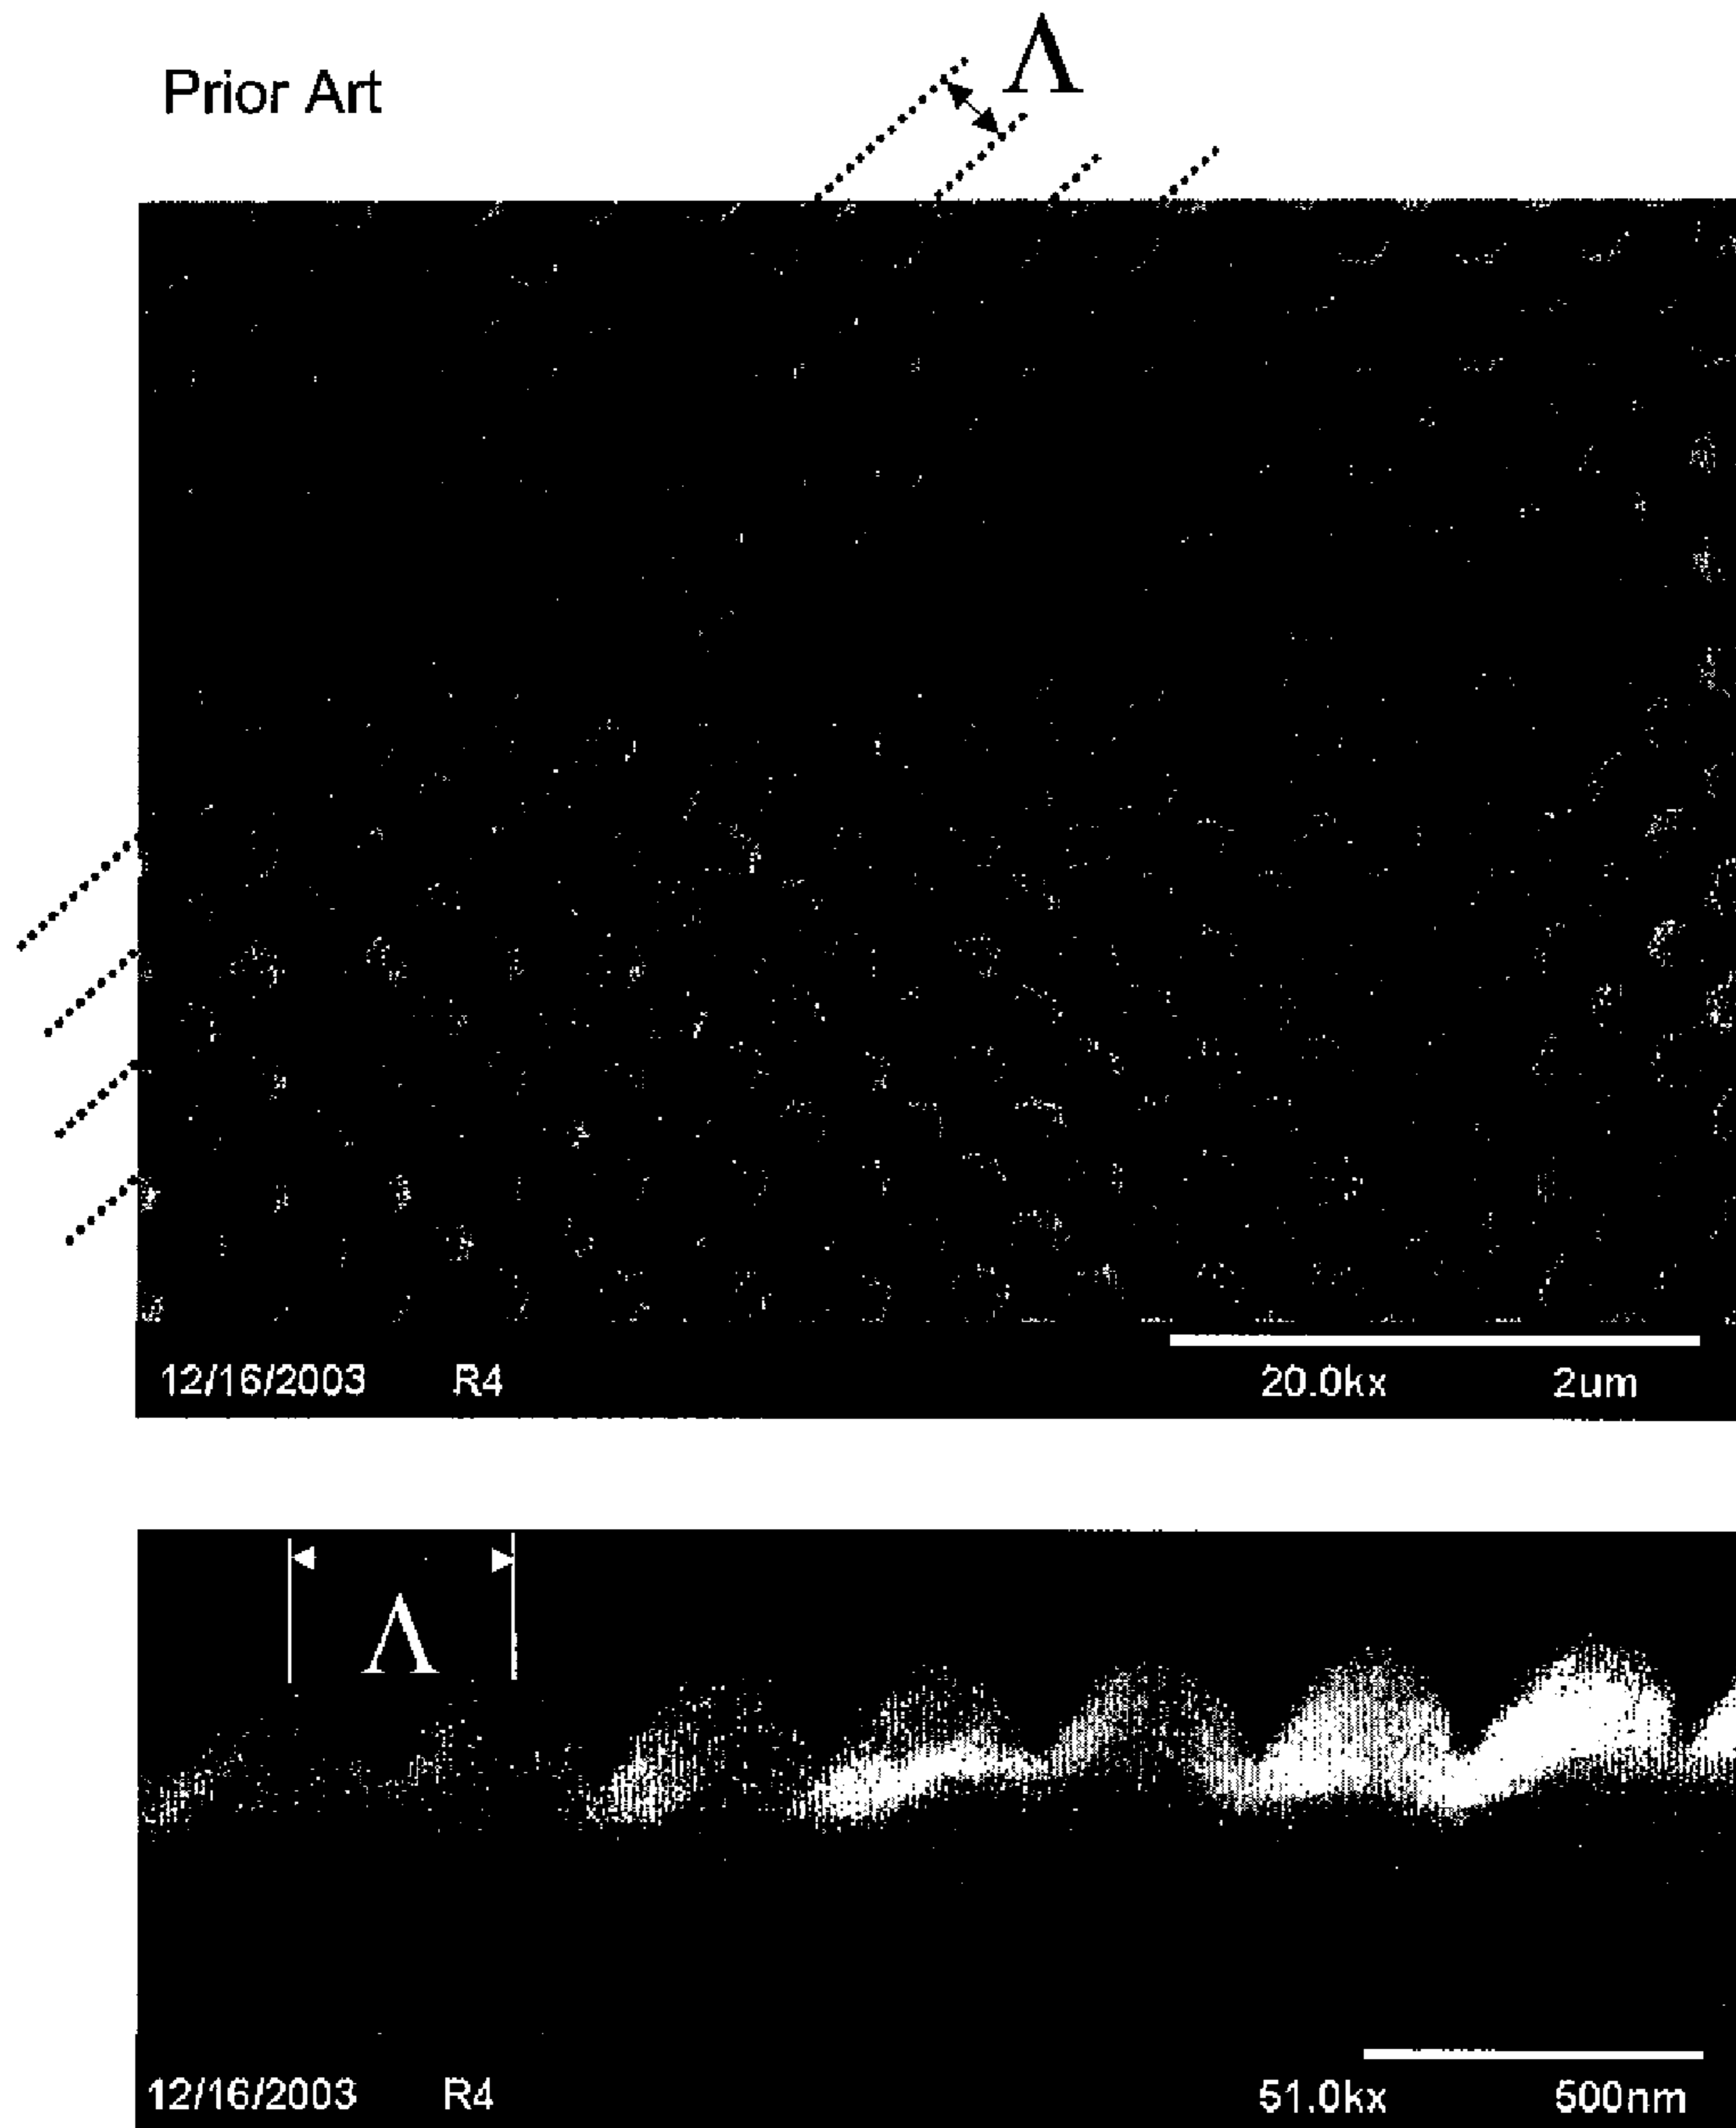 Prior Art
Λ
12/16/2003 R4 20.0kx 2um
Λ
12/16/2003 R4 51.0kx 500nm